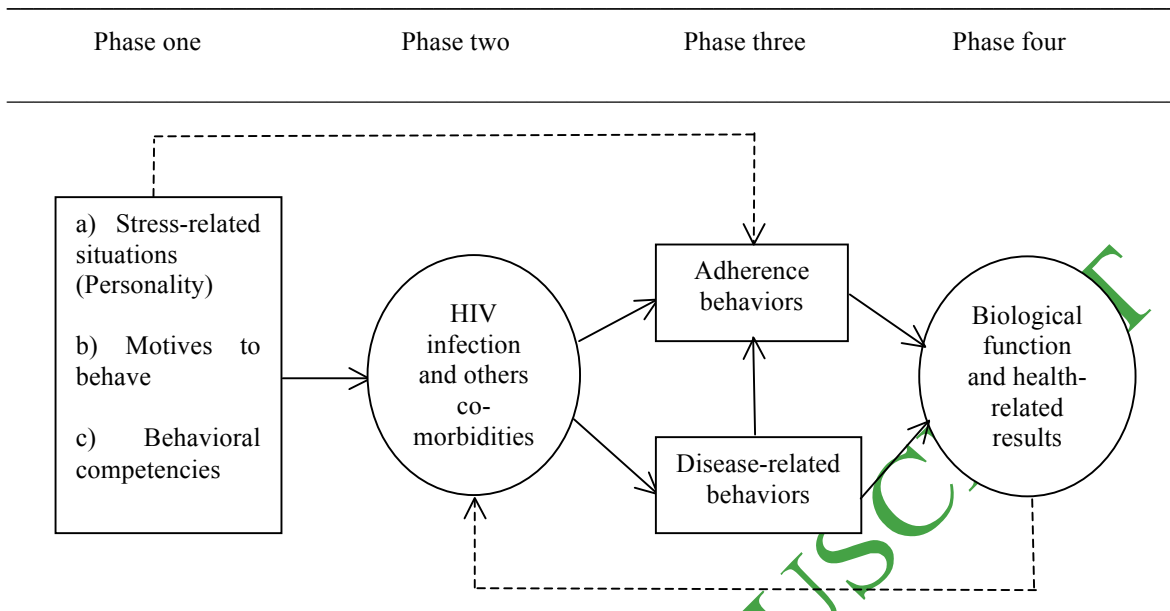 Phase one Phase two Phase three Phase four
a) Stress-related
situations
(Personality)
b) Motives to
behave
c) Behavioral
competencies
HIV
infection
and others
co-
morbidities
Adherence
behaviors
Disease-related
behaviors
Biological
function
and health-
related
results